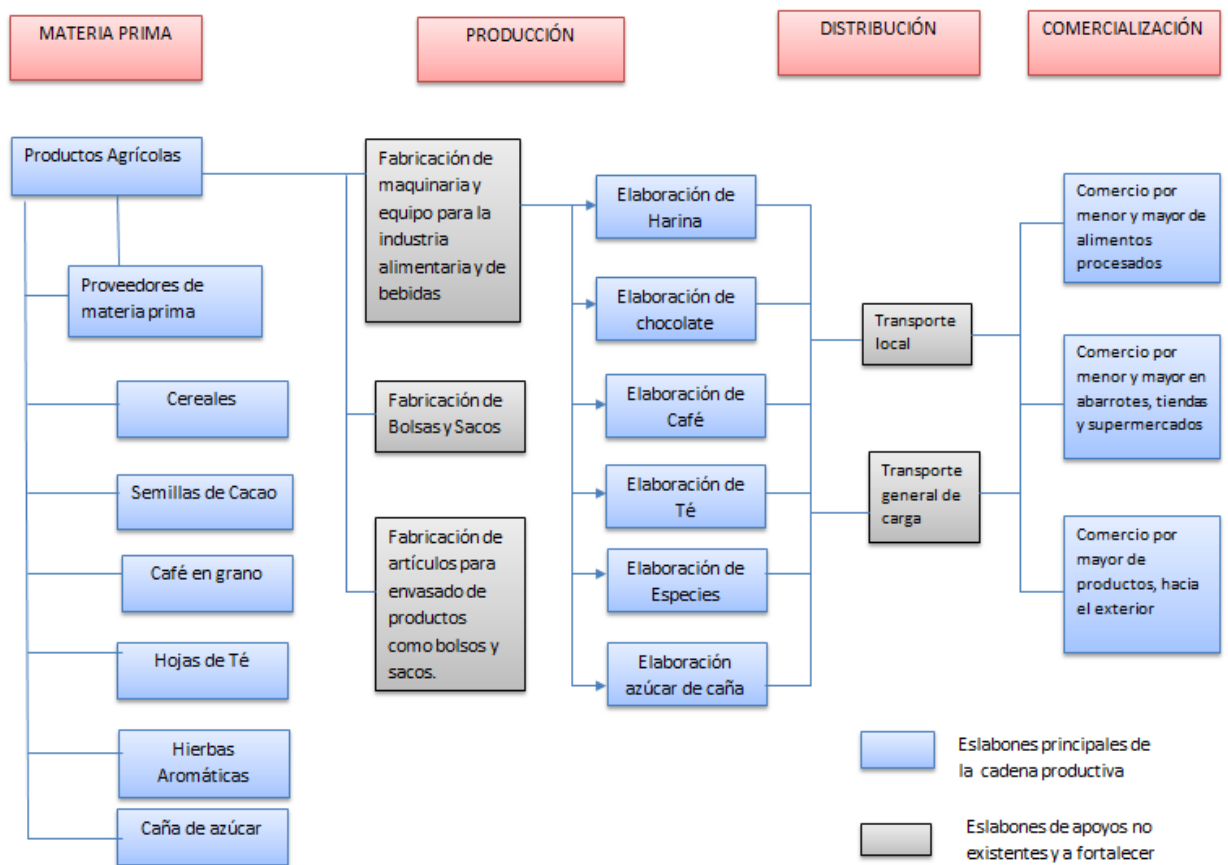 MATERIA PRIMA
PRODUCCIÓN
DISTRIBUCIÓN
COMERCIALIZACIÓN
Productos Agrícolas
Proveedores de
materia prima
Cereales
Semillas de Cacao
Café en grano
Hojas de Té
Hierbas
Aromáticas
Caña de azúcar
Fabricación de
maquinaria y
equipo para la
industria
alimentaria y de
bebidas
Fabricación de
Bolsas y Sacos
Fabricación de
artículos para
envasado de
productos
como bolsos y
sacos.
Elaboración de
Harina
Elaboración de
chocolate
Elaboración de
Café
Elaboración de
Té
Elaboración de
Especies
Elaboración
azúcar de caña
Transporte
local
Transporte
general de
carga
Comercio por
menor y mayor de
alimentos
procesados
Comercio por
menor y mayor en
abarrotes, tiendas
y supermercados
Comercio por
mayor de
productos, hacia
el exterior
Eslabones principales de
la cadena productiva
Eslabones de apoyos no
existentes y a fortalecer